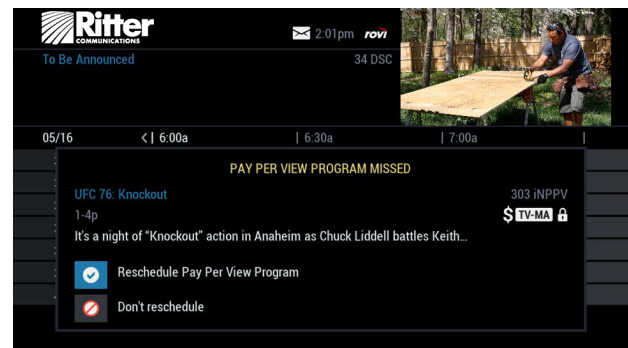 Ritter
COMMUNICATIONS
2:01pm rovi
To Be Announced 34 DSC
05/16 <| 6:00a | 6:30a | 7:00a |
PAY PER VIEW PROGRAM MISSED
UFC 76: Knockout 303 iNPPV
1-4p $ TV-MA
It's a night of “Knockout” action in Anaheim as Chuck Liddell battles Keith...
Reschedule Pay Per View Program
Don't reschedule